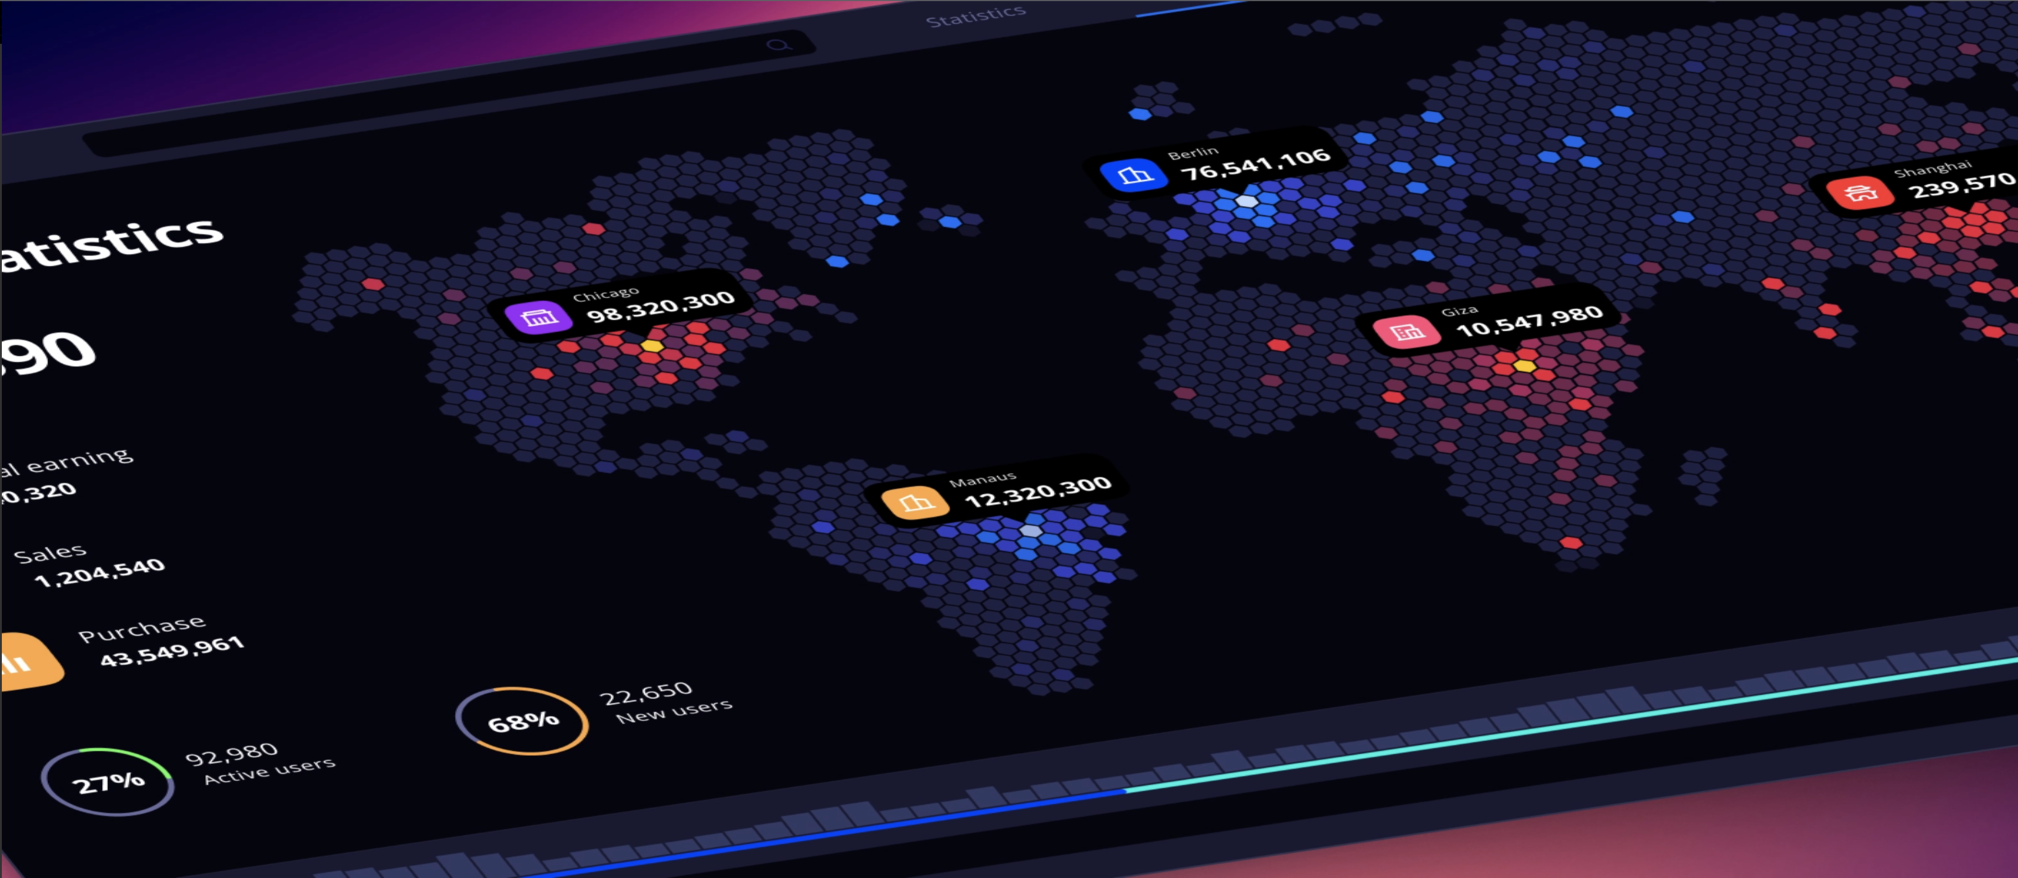 Statistics
atistics
90
al earning
0,320
Sales
1,204,540
Purchase
43,549,961
27%
92,980
Active users
68%
22,650
New users
Chicago
98,320,300
Manaus
12,320,300
Berlin
76,541,106
Giza
10,547,980
Shanghai
239,570